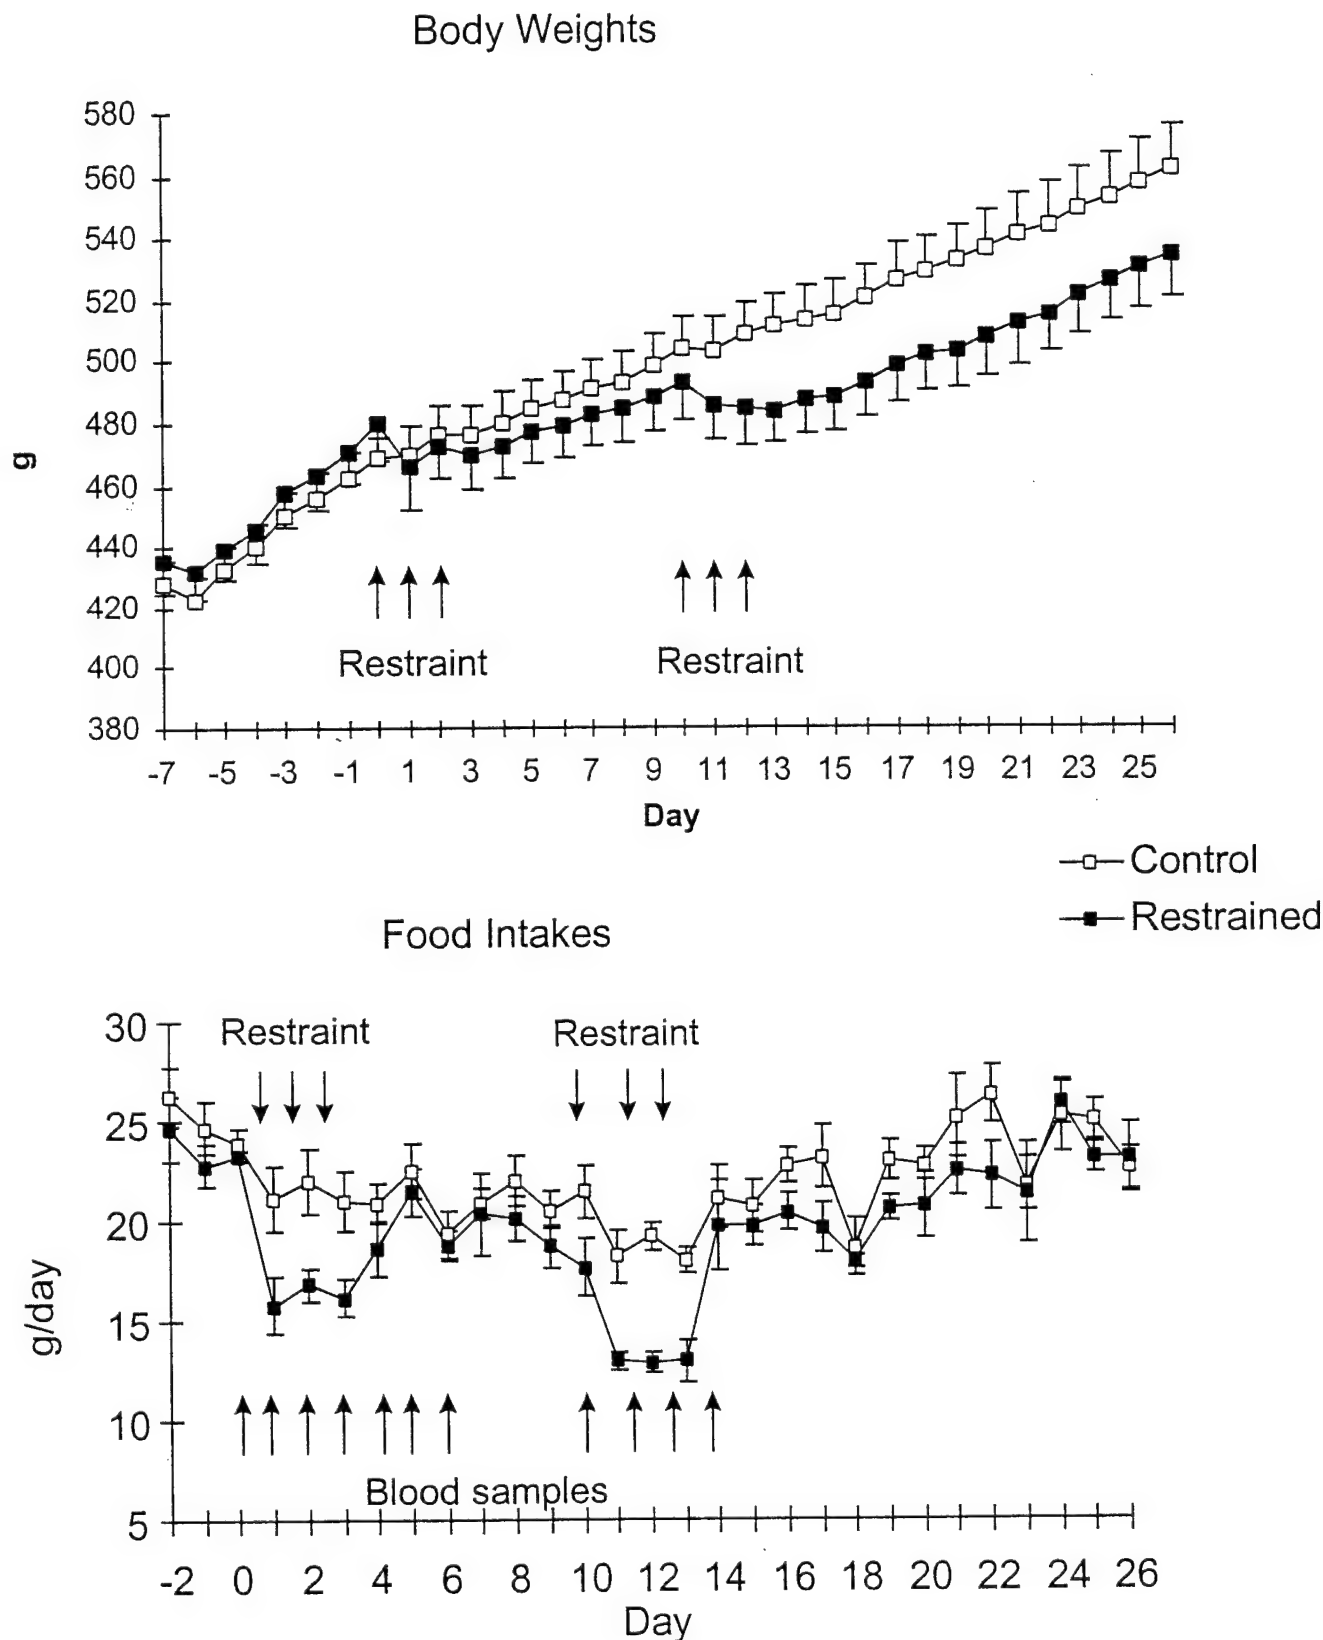 Body Weights
580
560
540
520
500
480
460
440
420
400
380
g
Restraint Restraint
-7 -5 -3 -1 1 3 5 7 9 11 13 15 17 19 21 23 25
Day
Control
Restrained
Food Intakes
30
25
20
15
10
5
g/day
Restraint Restraint
Blood samples
-2 0 2 4 6 8 10 12 14 16 18 20 22 24 26
Day